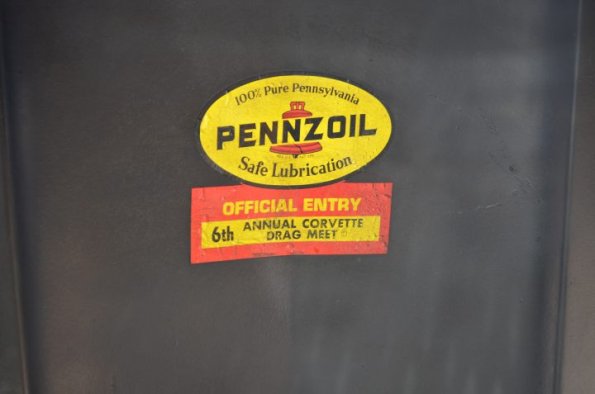 100% Pure Pennsylvania
PENNZOIL
Safe Lubrication
OFFICIAL ENTRY
6th ANNUAL CORVETTE
DRAG MEET